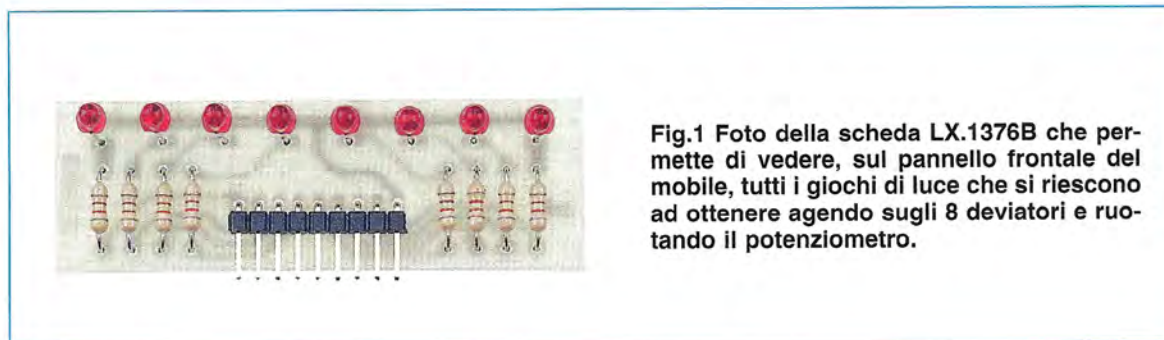 Fig.1 Foto della scheda LX.1376B che per-
mette di vedere, sul pannello frontale del
mobile, tutti i giochi di luce che si riescono
ad ottenere agendo sugli 8 deviatori e ruo-
tando il potenziometro.